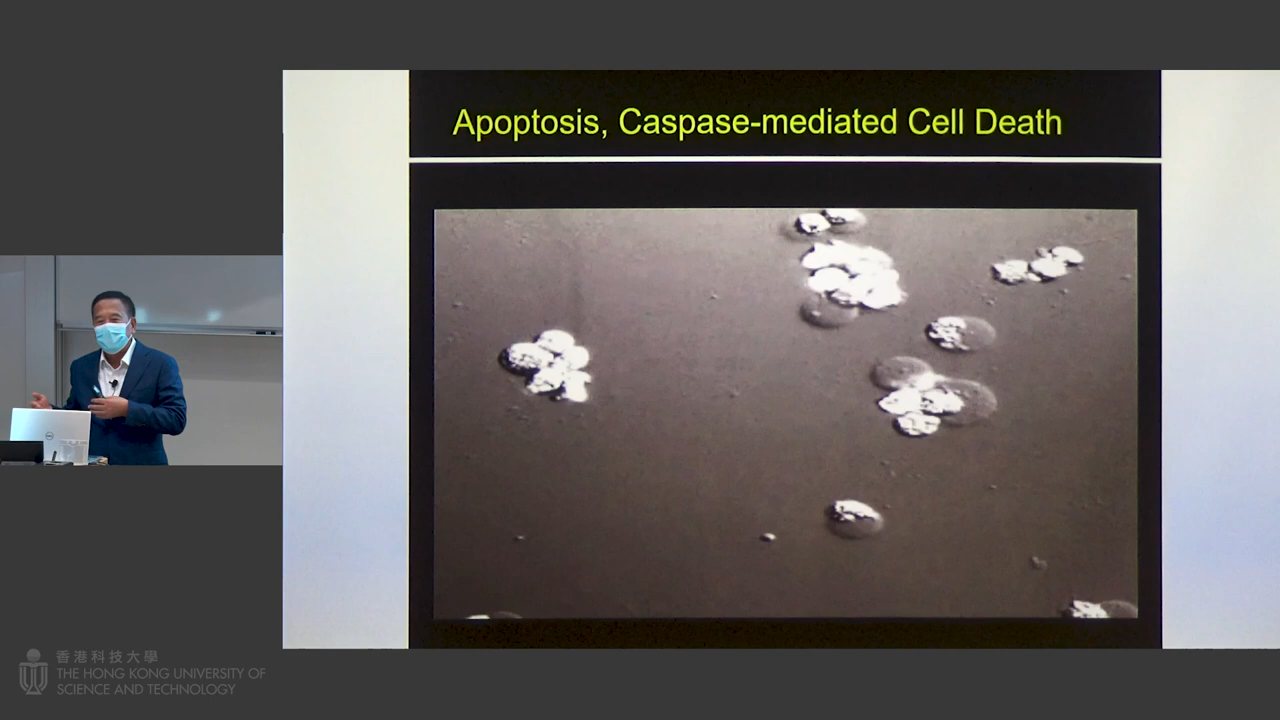 Apoptosis, Caspase-mediated Cell Death
香港科技大學
THE HONG KONG UNIVERSITY OF
SCIENCE AND TECHNOLOGY